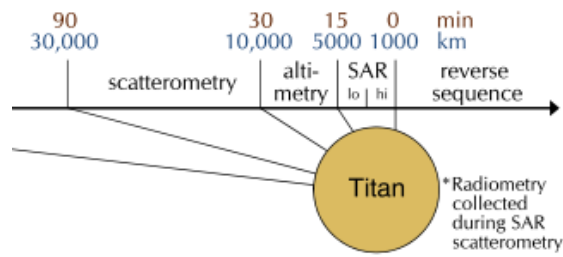 90 30 15 0 min
30,000 10,000 5000 1000 km
scatterometry
alti-
metry
SAR
lo hi
reverse
sequence
Titan
*Radiometry
collected
during SAR
scatterometry